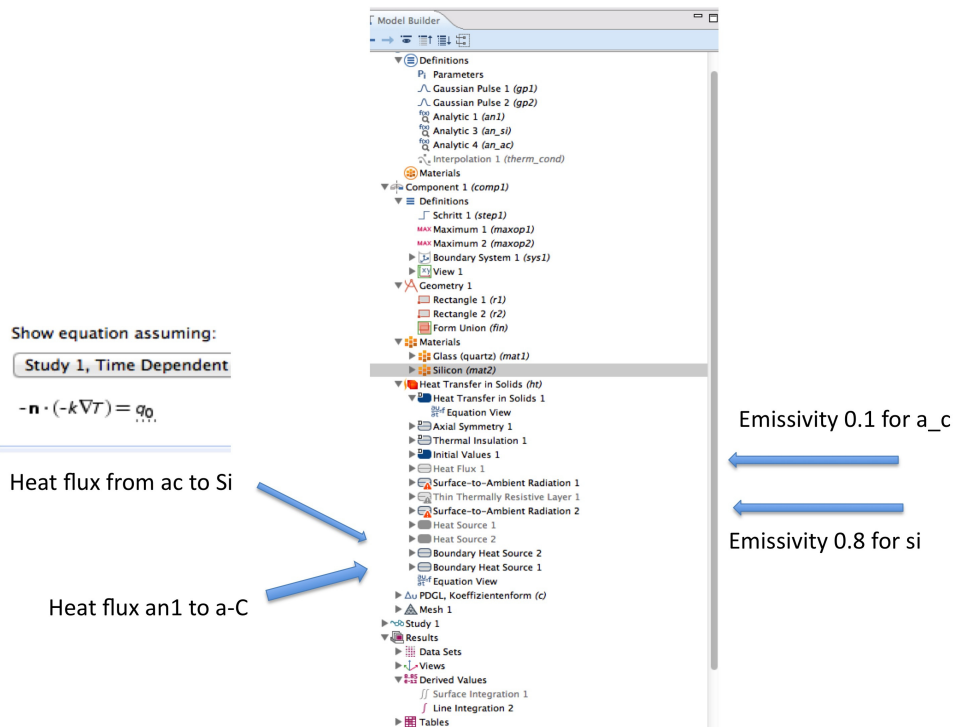 Model Builder
Definitions
Pi Parameters
Gaussian Pulse 1 (gp1)
Gaussian Pulse 2 (gp2)
f(x) Analytic 1 (an1)
f(x) Analytic 3 (an_si)
f(x) Analytic 4 (an_ac)
Interpolation 1 (therm_cond)
Materials
Component 1 (comp1)
Definitions
Schritt 1 (step1)
MAX Maximum 1 (maxop1)
MAX Maximum 2 (maxop2)
Boundary System 1 (sys1)
View 1
Geometry 1
Rectangle 1 (r1)
Rectangle 2 (r2)
Form Union (fin)
Materials
Glass (quartz) (mat1)
Silicon (mat2)
Heat Transfer in Solids (ht)
Heat Transfer in Solids 1
Equation View
Axial Symmetry 1
Thermal Insulation 1
Initial Values 1
Heat Flux 1
Surface-to-Ambient Radiation 1
Thin Thermally Resistive Layer 1
Surface-to-Ambient Radiation 2
Heat Source 1
Heat Source 2
Boundary Heat Source 2
Boundary Heat Source 1
Equation View
Δu PDGL, Koeffizientenform (c)
Mesh 1
Study 1
Results
Data Sets
Views
Derived Values
Surface Integration 1
Line Integration 2
Tables
Show equation assuming:
Study 1, Time Dependent
-n · (-k∇T) = q0
Heat flux from ac to Si
Heat flux an1 to a-C
Emissivity 0.1 for a_c
Emissivity 0.8 for si